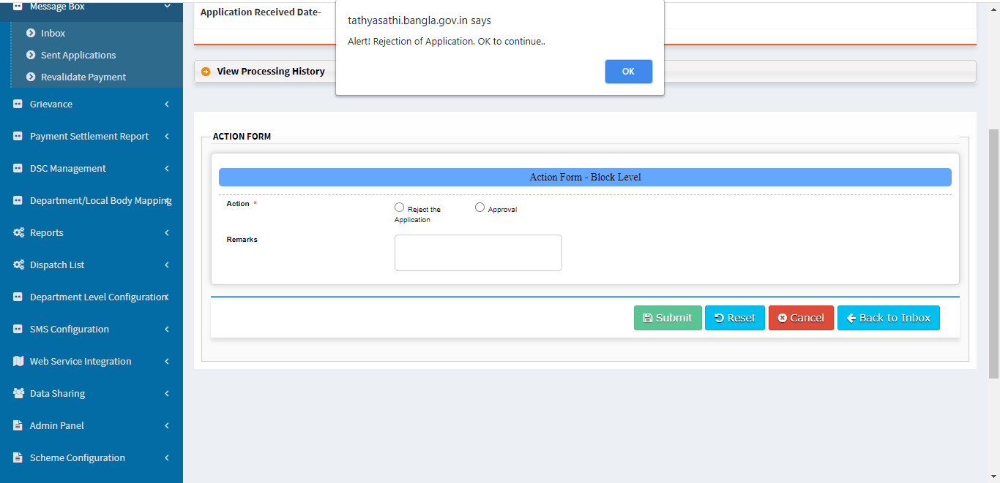 Message Box
Inbox
Sent Applications
Revalidate Payment
Grievance
Payment Settlement Report
DSC Management
Department/Local Body Mapping
Reports
Dispatch List
Department Level Configuration
SMS Configuration
Web Service Integration
Data Sharing
Admin Panel
Scheme Configuration
Application Received Date-
tathyasathi.bangla.gov.in says
Alert! Rejection of Application. OK to continue..
OK
View Processing History
ACTION FORM
Action Form - Block Level
Action *
Reject the
Application
Approval
Remarks
Submit
Reset
Cancel
Back to Inbox